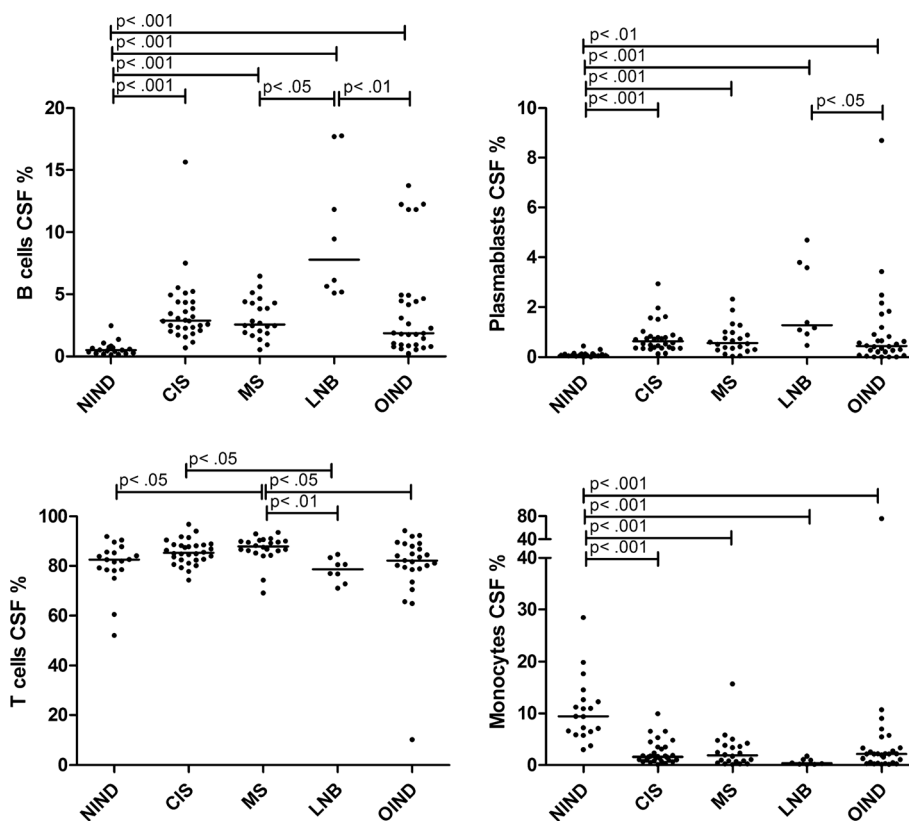 p< .001
p< .001
p< .001
p< .001
p< .05
p< .01
B cells CSF %
20
15
10
5
0
NIND
CIS
MS
LNB
OIND
p< .01
p< .001
p< .001
p< .001
p< .05
Plasmablasts CSF %
10
8
6
4
2
0
NIND
CIS
MS
LNB
OIND
p< .05
p< .05
p< .05
p< .01
T cells CSF %
100
80
60
40
20
0
NIND
CIS
MS
LNB
OIND
p< .001
p< .001
p< .001
p< .001
Monocytes CSF %
80
40
40
30
20
10
0
NIND
CIS
MS
LNB
OIND